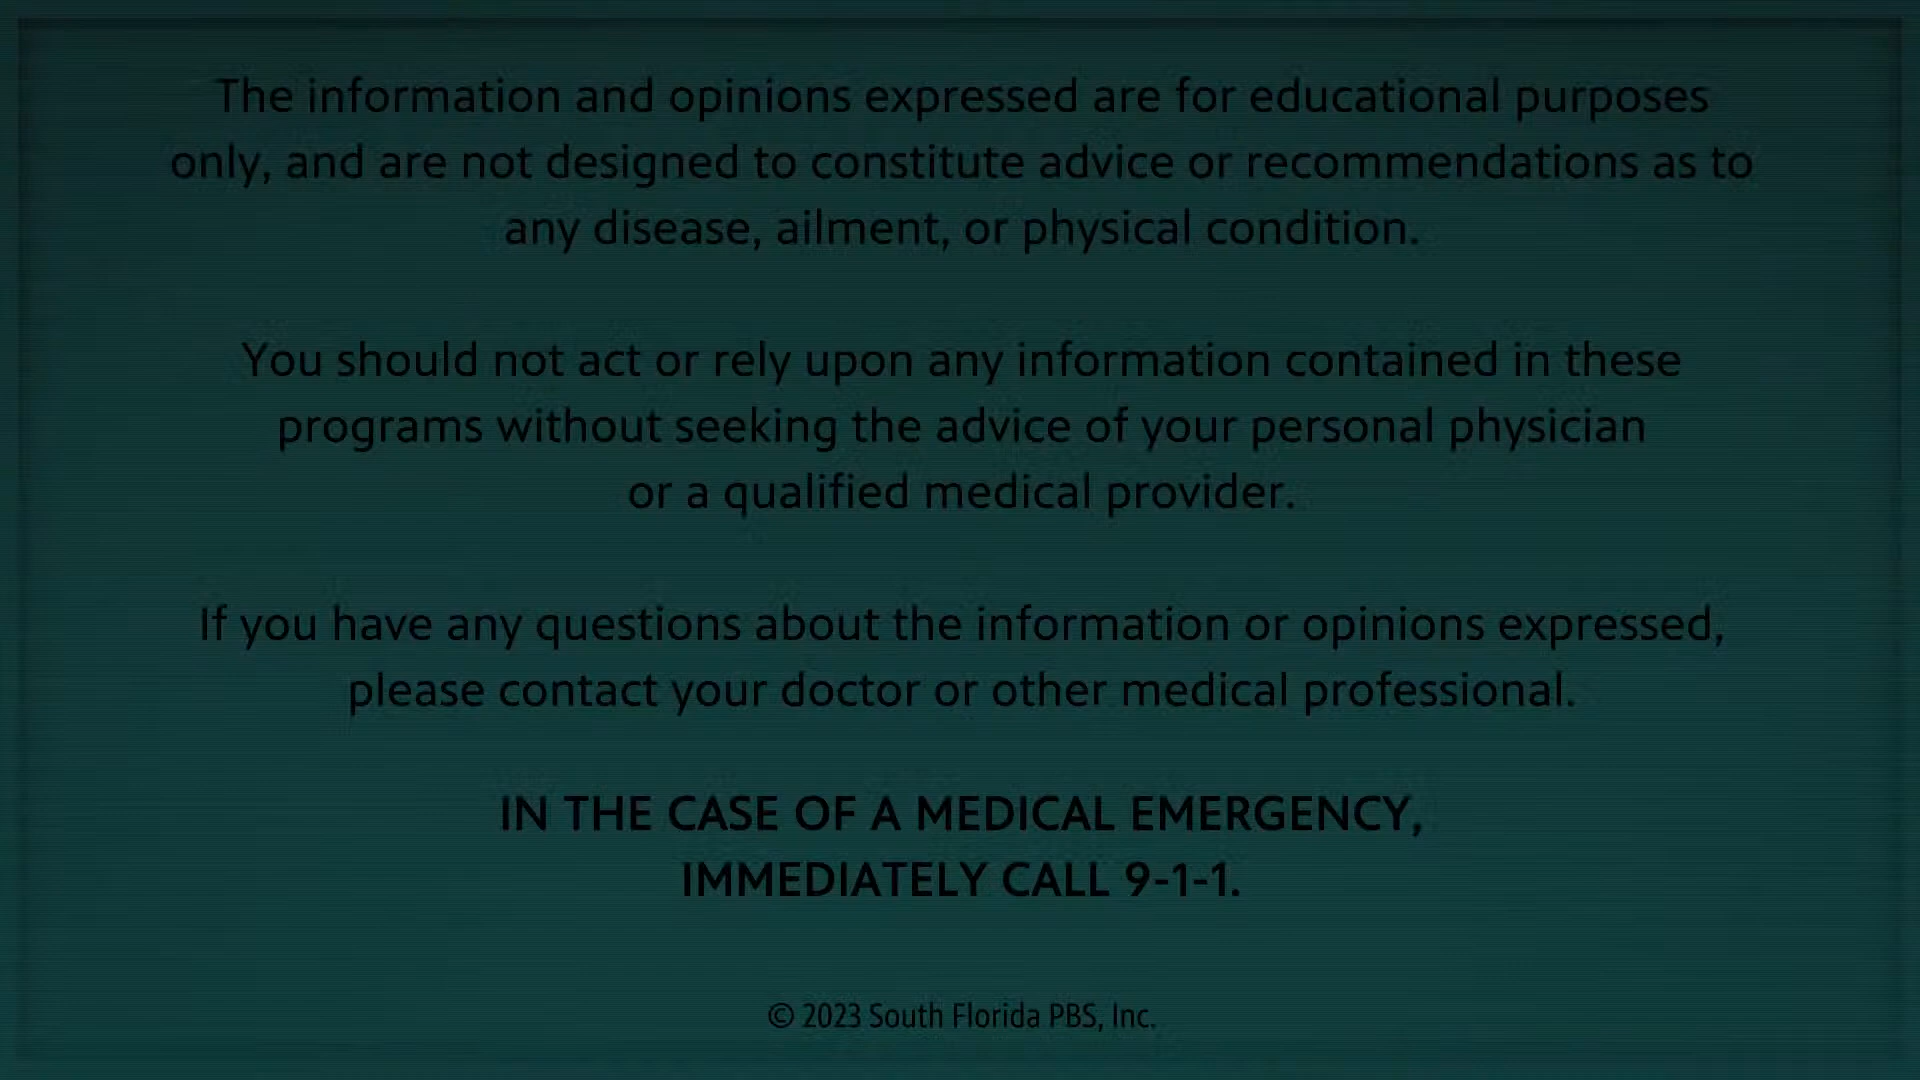 The information and opinions expressed are for educational purposes
only, and are not designed to constitute advice or recommendations as to
any disease, ailment, or physical condition.
You should not act or rely upon any information contained in these
programs without seeking the advice of your personal physician
or a qualified medical provider.
If you have any questions about the information or opinions expressed,
please contact your doctor or other medical professional.
IN THE CASE OF A MEDICAL EMERGENCY,
IMMEDIATELY CALL 9-1-1.
© 2023 South Florida PBS, Inc.